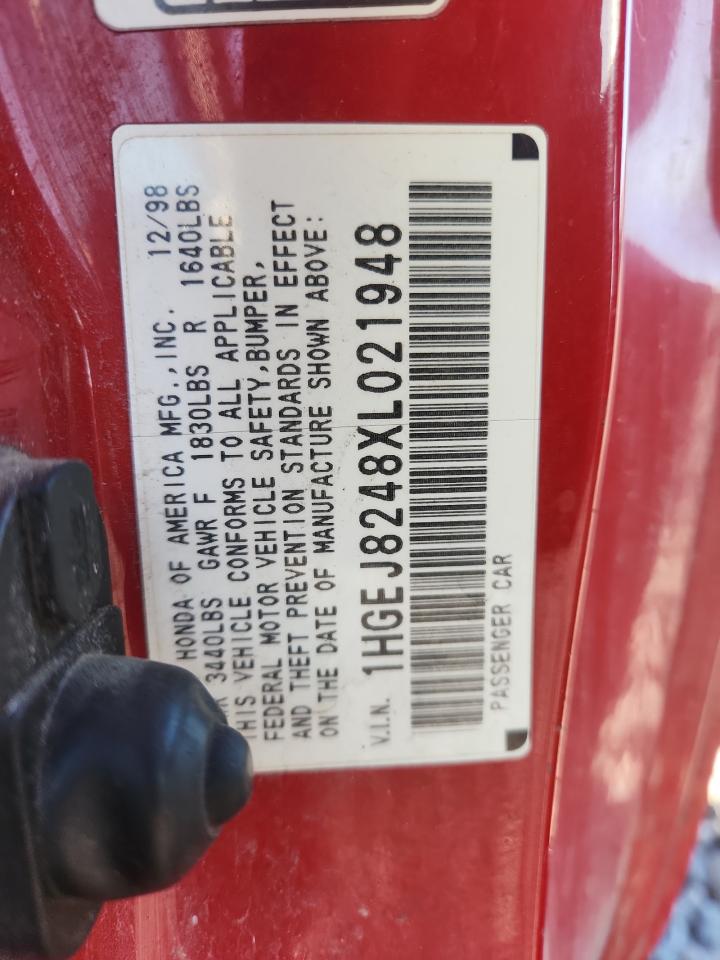 HONDA OF AMERICA MFG.,INC. 12/98
3440LBS GAWR F 1830LBS R 1640LBS
THIS VEHICLE CONFORMS TO ALL APPLICABLE
FEDERAL MOTOR VEHICLE SAFETY,BUMPER,
AND THEFT PREVENTION STANDARDS IN EFFECT
ON THE DATE OF MANUFACTURE SHOWN ABOVE:
V.I.N. 1HGEJ8248XL021948
PASSENGER CAR